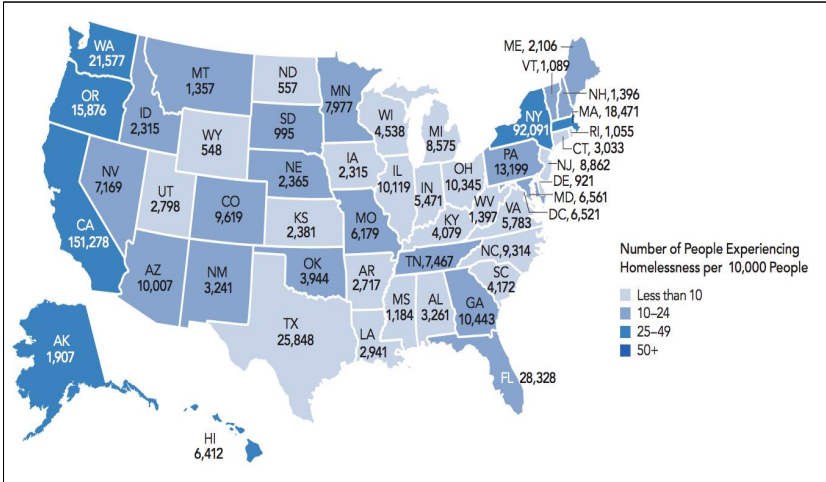 WA
21,577
OR
15,876
CA
151,278
ID
2,315
NV
7,169
MT
1,357
WY
548
UT
2,798
AZ
10,007
CO
9,619
NM
3,241
ND
557
SD
995
NE
2,365
KS
2,381
OK
3,944
TX
25,848
MN
7,977
IA
2,315
MO
6,179
AR
2,717
LA
2,941
WI
4,538
IL
10,119
MI
8,575
IN
5,471
OH
10,345
KY
4,079
TN, 7,467
MS
1,184
AL
3,261
GA
10,443
FL 28,328
SC
4,172
NC, 9,314
VA
5,783
WV
1,397
PA
13,199
NY
92,091
ME, 2,106
VT, 1,089
NH, 1,396
MA, 18,471
RI, 1,055
CT, 3,033
NJ, 8,862
DE, 921
MD, 6,561
DC, 6,521
AK
1,907
HI
6,412
Number of People Experiencing
Homelessness per 10,000 People
Less than 10
10–24
25–49
50+